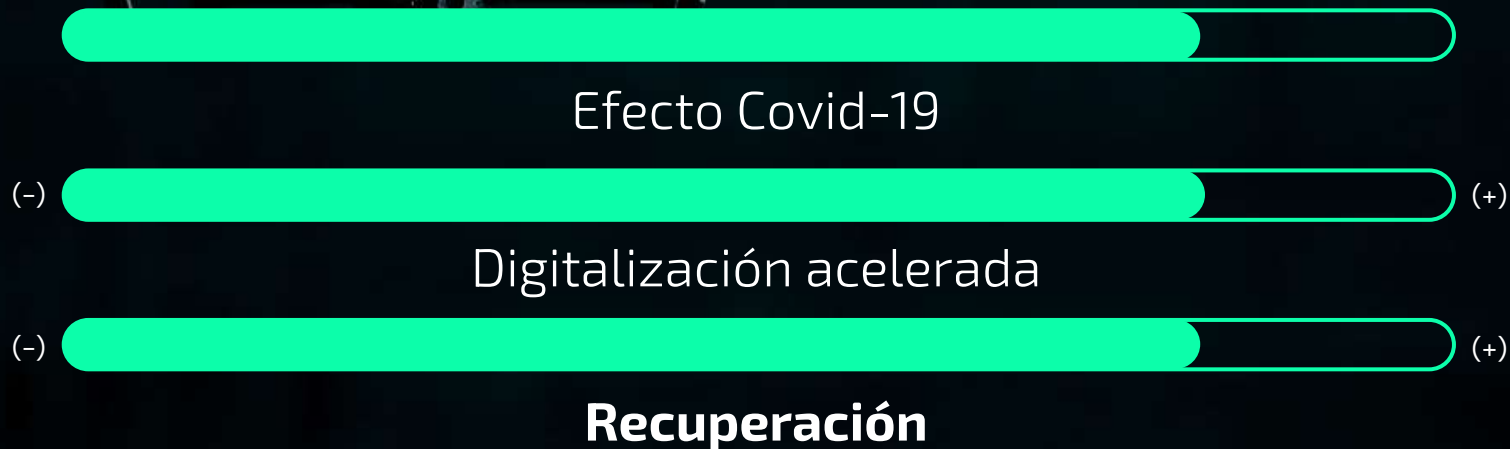 Efecto Covid-19
(-) (+)
Digitalización acelerada
(-) (+)
Recuperación